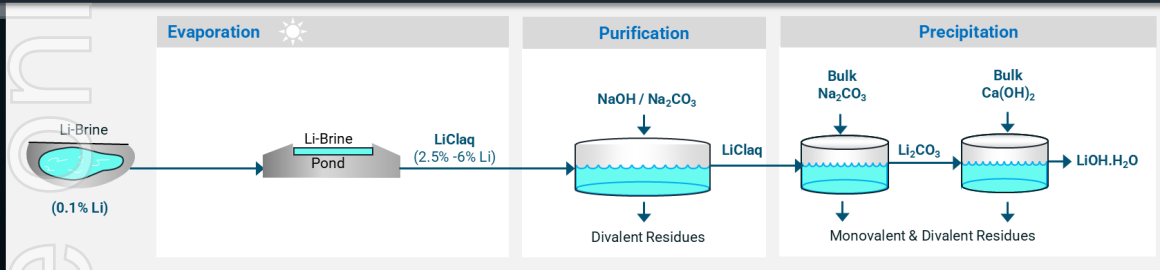 Evaporation
Purification
Precipitation
Li-Brine
(0.1% Li)
Li-Brine
Pond
LiClaq
(2.5% -6% Li)
NaOH / Na₂CO₃
LiClaq
Divalent Residues
Bulk
Na₂CO₃
Li₂CO₃
Bulk
Ca(OH)₂
LiOH.H₂O
Monovalent & Divalent Residues